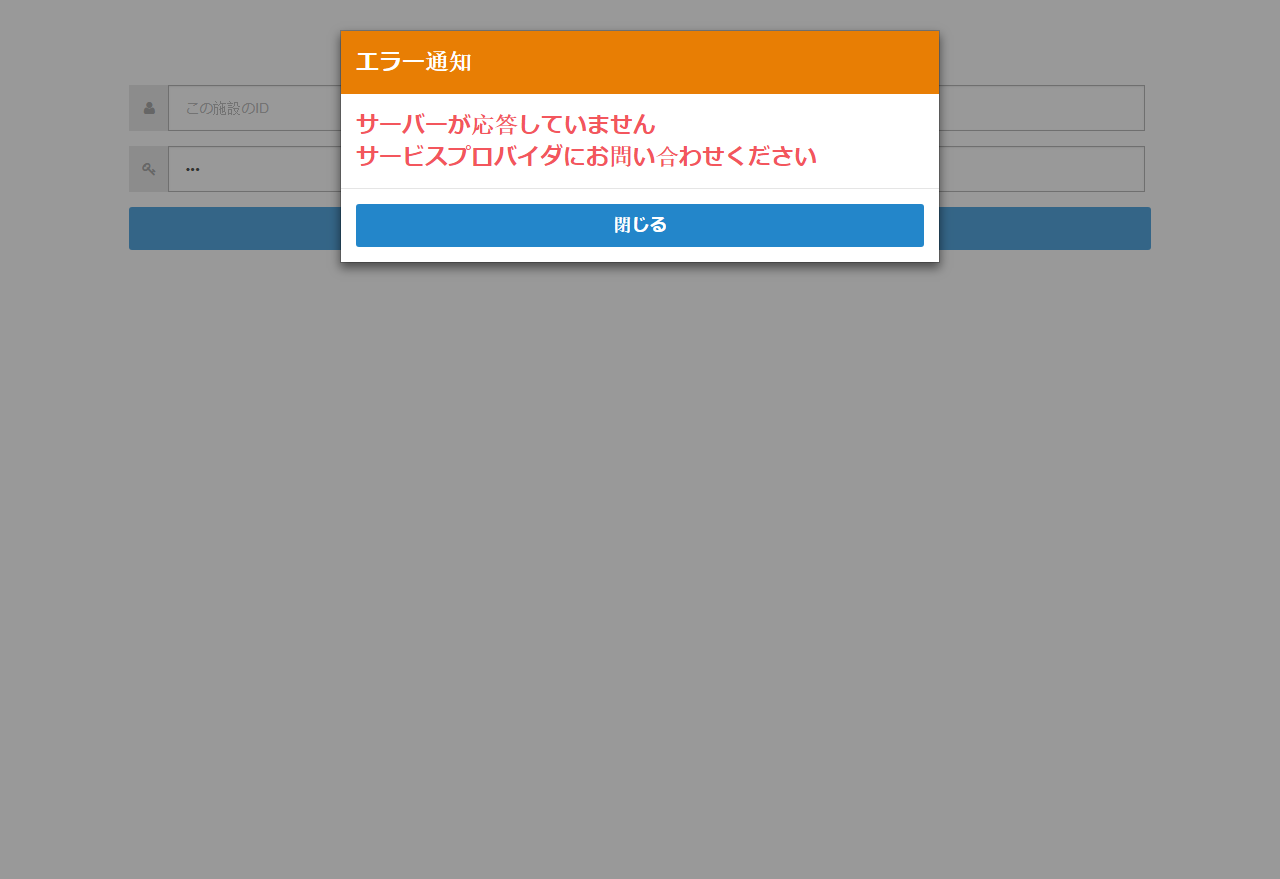 エラー通知
この施設のID
サーバーが応答していません
•••
サービスプロバイダにお問い合わせください
閉じる